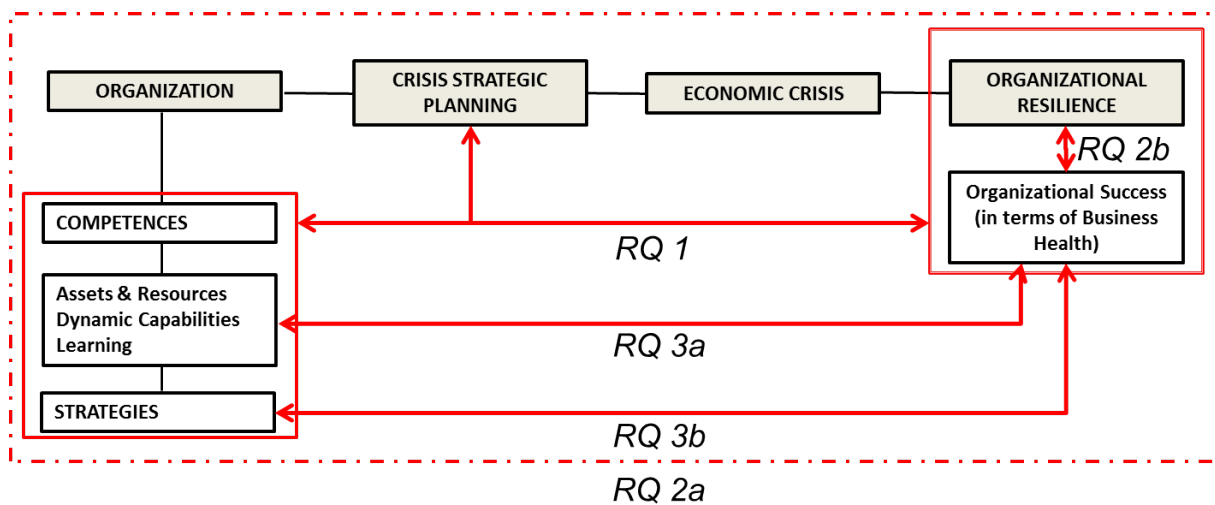 ORGANIZATION
CRISIS STRATEGIC
PLANNING
ECONOMIC CRISIS
ORGANIZATIONAL
RESILIENCE
RQ 2b
COMPETENCES
Organizational Success
(in terms of Business
Health)
RQ 1
Assets & Resources
Dynamic Capabilities
Learning
RQ 3a
STRATEGIES
RQ 3b
RQ 2a